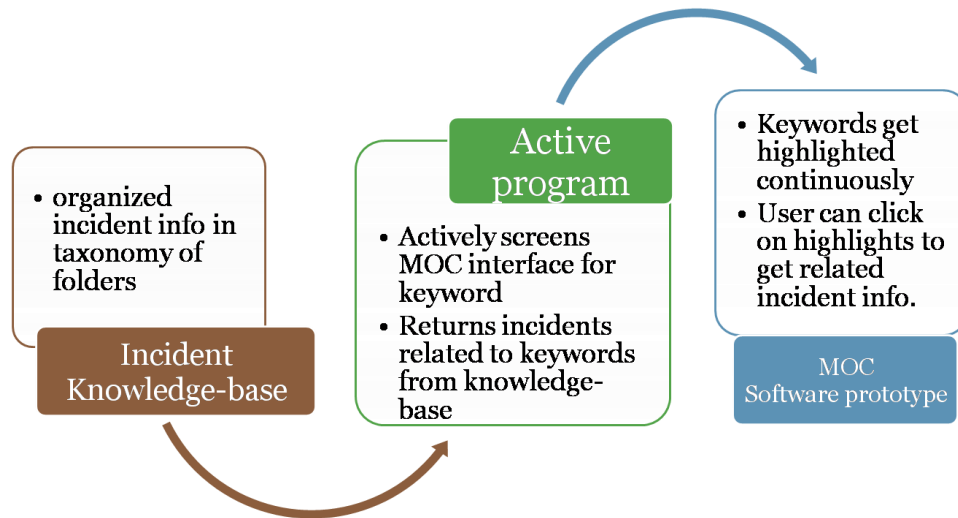 • organized
incident info in
taxonomy of
folders
Incident
Knowledge-base
Active
program
• Actively screens
MOC interface for
keyword
• Returns incidents
related to keywords
from knowledge-
base
• Keywords get
highlighted
continuously
• User can click
on highlights to
get related
incident info.
MOC
Software prototype